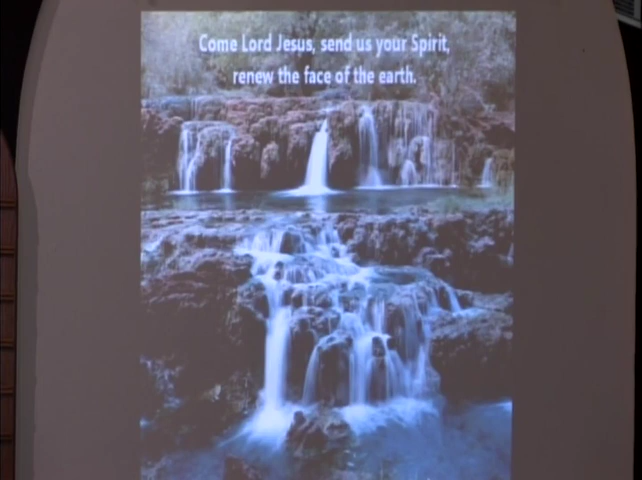 Come Lord Jesus, send us your Spirit,
renew the face of the earth.